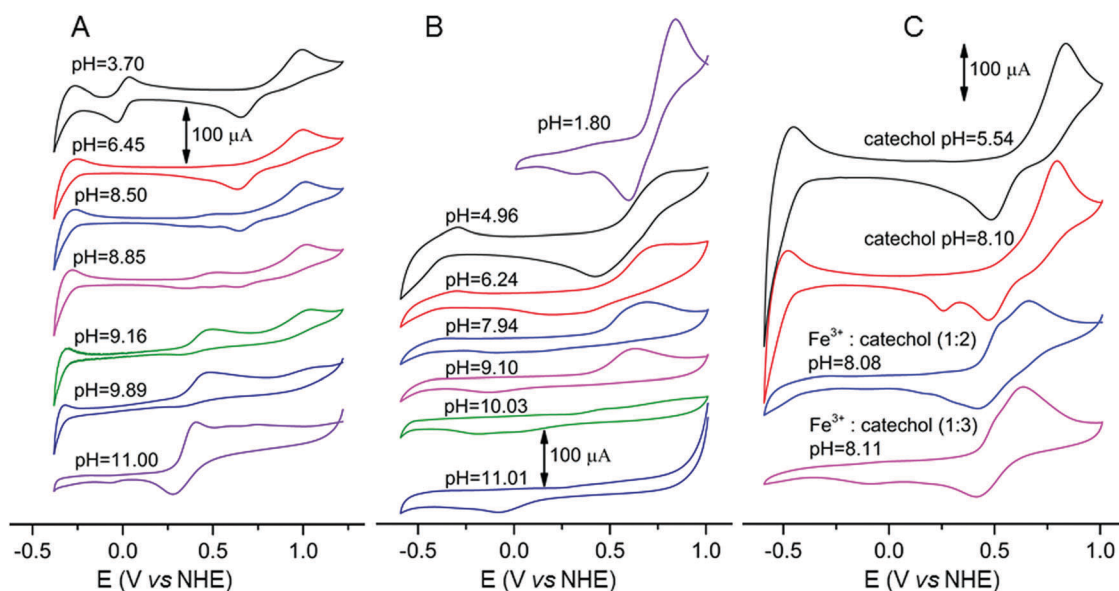 A
pH=3.70
100 μA
pH=6.45
pH=8.50
pH=8.85
pH=9.16
pH=9.89
pH=11.00
-0.5 0.0 0.5 1.0
E (V vs NHE)
B
pH=1.80
pH=4.96
pH=6.24
pH=7.94
pH=9.10
pH=10.03
100 μA
pH=11.01
-0.5 0.0 0.5 1.0
E (V vs NHE)
C
100 μA
catechol pH=5.54
catechol pH=8.10
Fe³⁺ : catechol (1:2)
pH=8.08
Fe³⁺ : catechol (1:3)
pH=8.11
-0.5 0.0 0.5 1.0
E (V vs NHE)